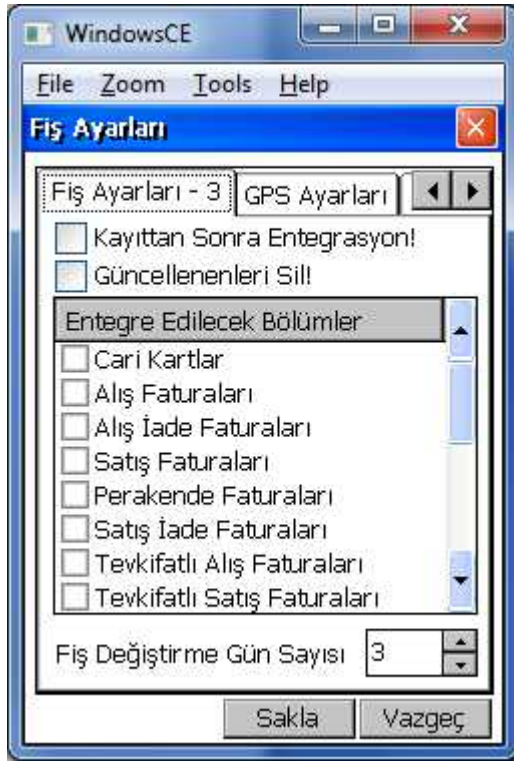 WindowsCE
File Zoom Tools Help
Fiş Ayarları
Fiş Ayarları - 3 GPS Ayarları
Kayıttan Sonra Entegrasyon!
Güncellenenleri Sil!
Entegre Edilecek Bölümler
Cari Kartlar
Alış Faturaları
Alış İade Faturaları
Satış Faturaları
Perakende Faturaları
Satış İade Faturaları
Tevkifatlı Alış Faturaları
Tevkifatlı Satış Faturaları
Fiş Değiştirme Gün Sayısı 3
Sakla Vazgeç